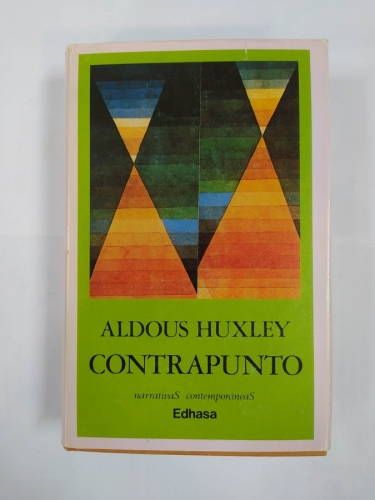 ALDOUS HUXLEY
CONTRAPUNTO
narrativaS contemporáneaS
Edhasa